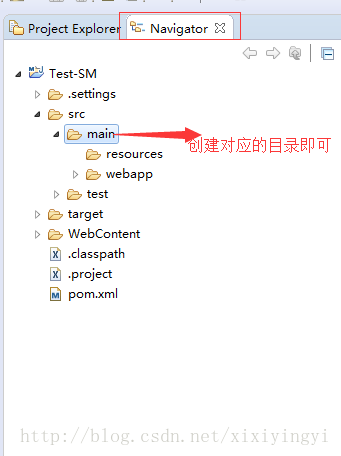 Project Explorer
Navigator
Test-SM
.settings
src
main
创建对应的目录即可
resources
webapp
test
target
WebContent
.classpath
.project
pom.xml
http://blog.csdn.net/xixiyingyi